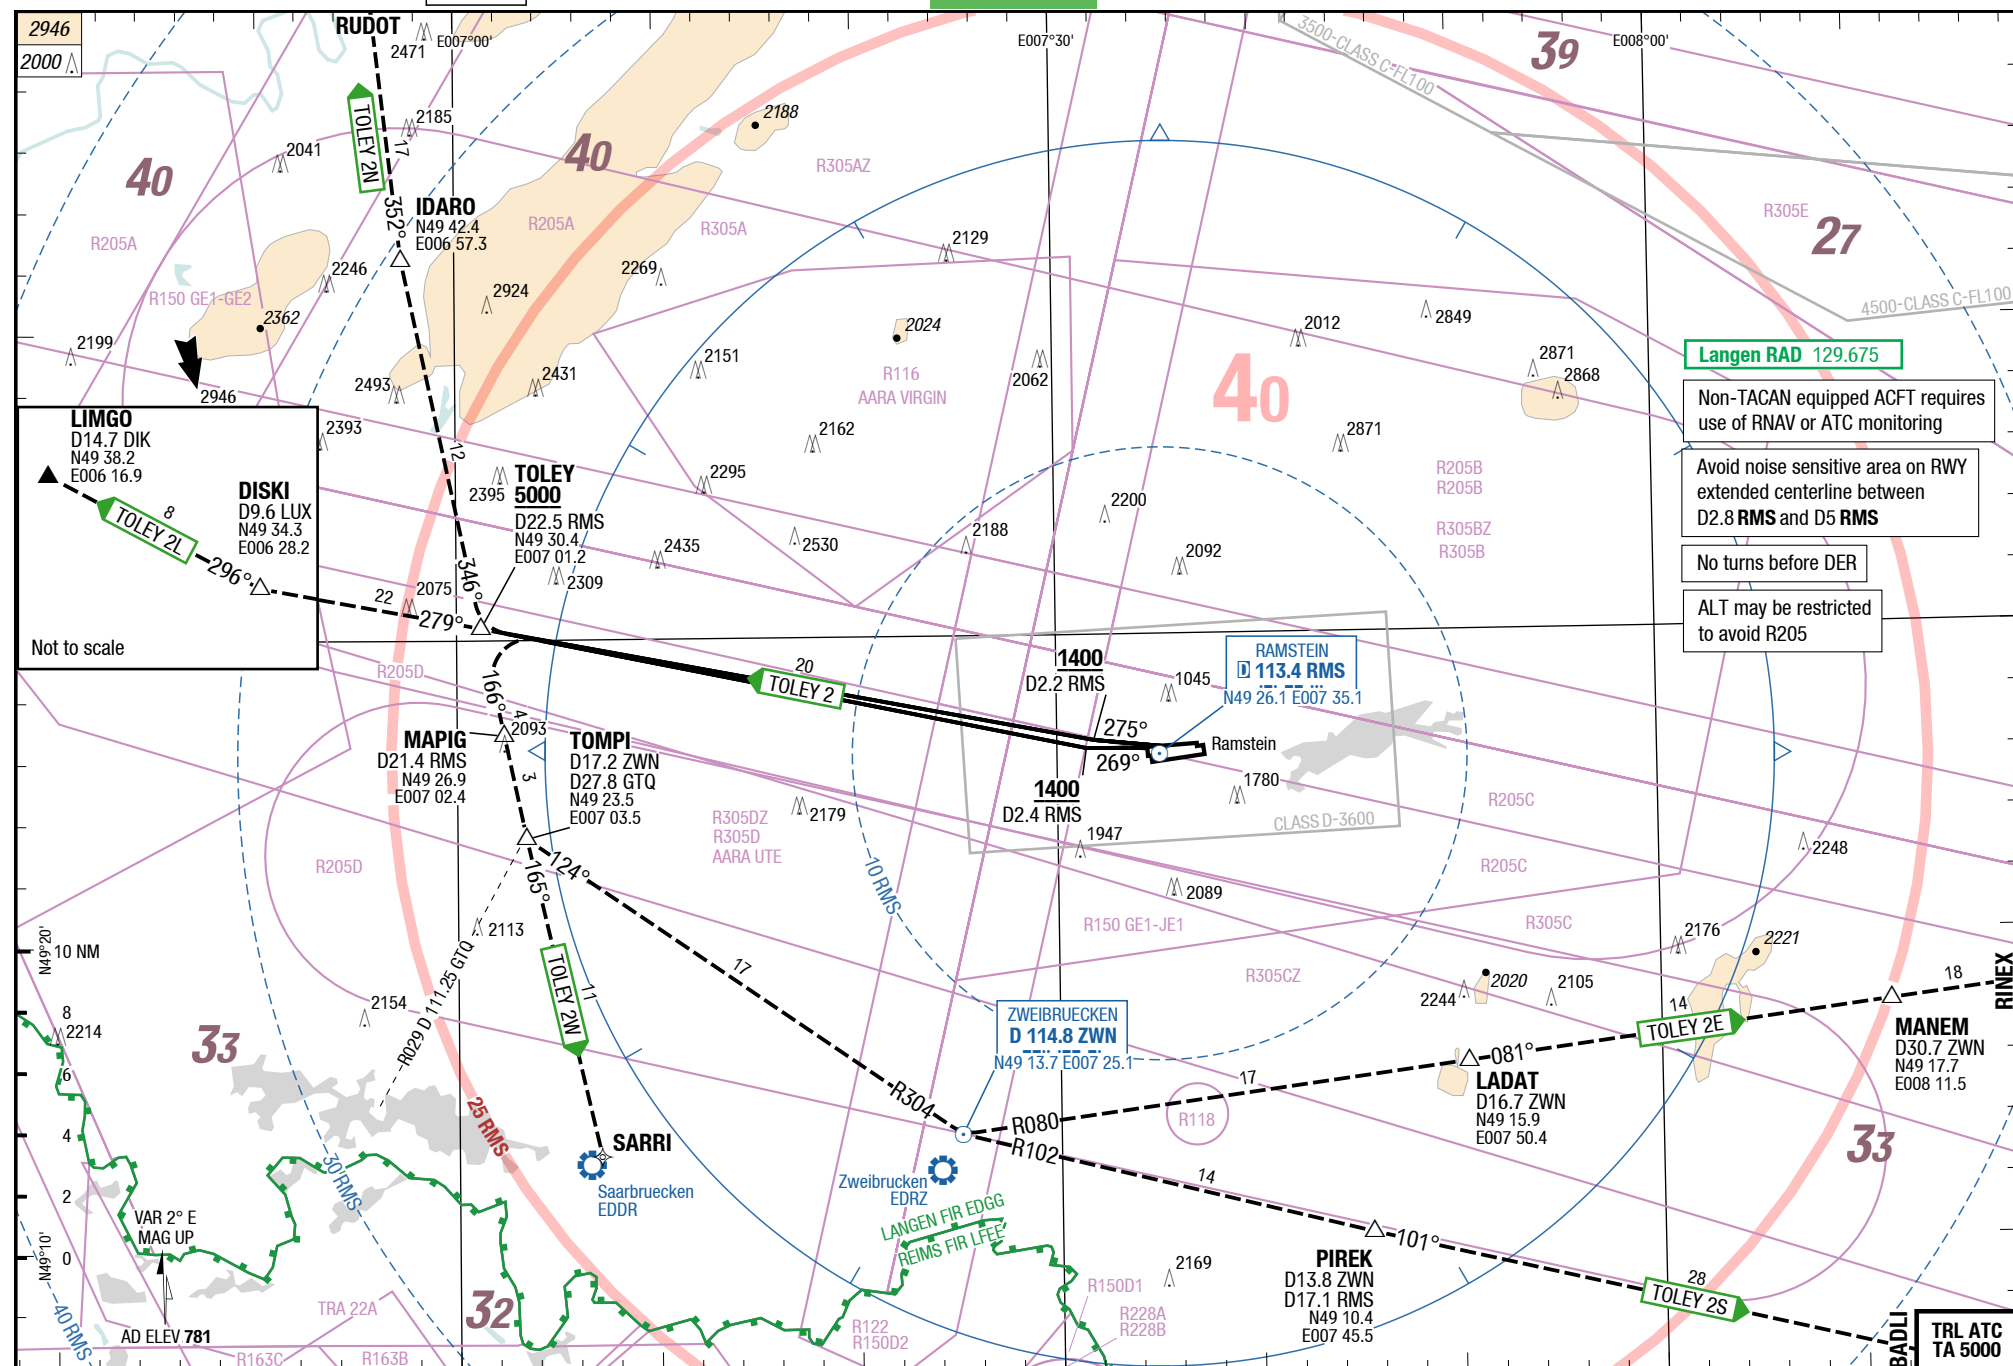 2946
2000
RUDOT
2471
E007°00'
E007°30'
3500-CLASS C-FL100
39
E008°00'
TOLEY 2N
17
2185
2041
40
40
2188
R305AZ
352°
IDARO
N49 42.4
E006 57.3
R205A
R205A
R305A
R305E
27
2129
2246
2269
R150 GE1-GE2
2924
2362
2024
2012
2849
4500-CLASS C-FL100
2199
2151
2062
2871
2868
Langen RAD 129.675
2946
2493
2431
R116
AARA VIRGIN
40
Non-TACAN equipped ACFT requires
use of RNAV or ATC monitoring
LIMGO
D14.7 DIK
N49 38.2
E006 16.9
2393
12
2162
2871
Avoid noise sensitive area on RWY
extended centerline between
D2.8 RMS and D5 RMS
DISKI
D9.6 LUX
N49 34.3
E006 28.2
8
TOLEY 2L
296°
Not to scale
2395
TOLEY
5000
D22.5 RMS
N49 30.4
E007 01.2
2295
2200
R205B
R205B
R305BZ
R305B
2435
2530
2188
2092
No turns before DER
2309
346°
2075
22
279°
ALT may be restricted
to avoid R205
R205D
20
TOLEY 2
1400
D2.2 RMS
1045
RAMSTEIN
D 113.4 RMS
N49 26.1 E007 35.1
166°
4
2093
MAPIG
D21.4 RMS
N49 26.9
E007 02.4
3
TOMPI
D17.2 ZWN
D27.8 GTQ
N49 23.5
E007 03.5
275°
269°
Ramstein
1400
D2.4 RMS
1780
R205C
R305DZ
R305D
AARA UTE
2179
CLASS D-3600
1947
2248
R205D
124°
165°
10 RMS
2089
R205C
2113
R150 GE1-JE1
R305C
2176
2221
N49°20'
10 NM
R029 D 111.25 GTQ
TOLEY 2W
11
17
R305CZ
2020
2244
2105
18
RINEX
8
2214
2154
33
ZWEIBRUECKEN
D 114.8 ZWN
N49 13.7 E007 25.1
14
TOLEY 2E
MANEM
D30.7 ZWN
N49 17.7
E008 11.5
6
R304
081°
17
LADAT
D16.7 ZWN
N49 15.9
E007 50.4
25 RMS
R080
R118
4
R102
33
SARRI
30 RMS
Saarbruecken
EDDR
Zweibrucken
EDRZ
14
2
VAR 2° E
MAG UP
LANGEN FIR EDGG
REIMS FIR LFEE
N49°10'
0
2169
PIREK
D13.8 ZWN
D17.1 RMS
N49 10.4
E007 45.5
101°
28
TOLEY 2S
R150D1
R228A
R228B
TRA 22A
32
40 RMS
AD ELEV 781
R122
R150D2
R163C
R163B
BADLI
TRL ATC
TA 5000